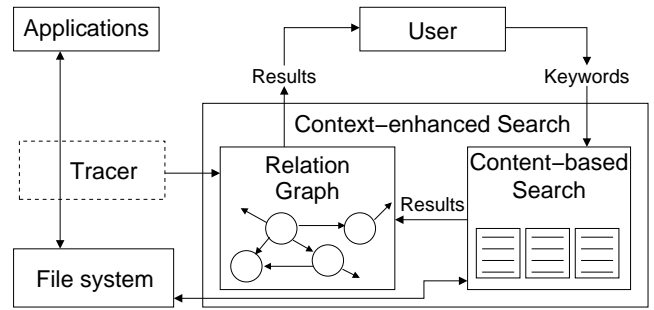 Applications
User
Results
Keywords
Context−enhanced Search
Tracer
Relation
Graph
Content−based
Search
Results
File system